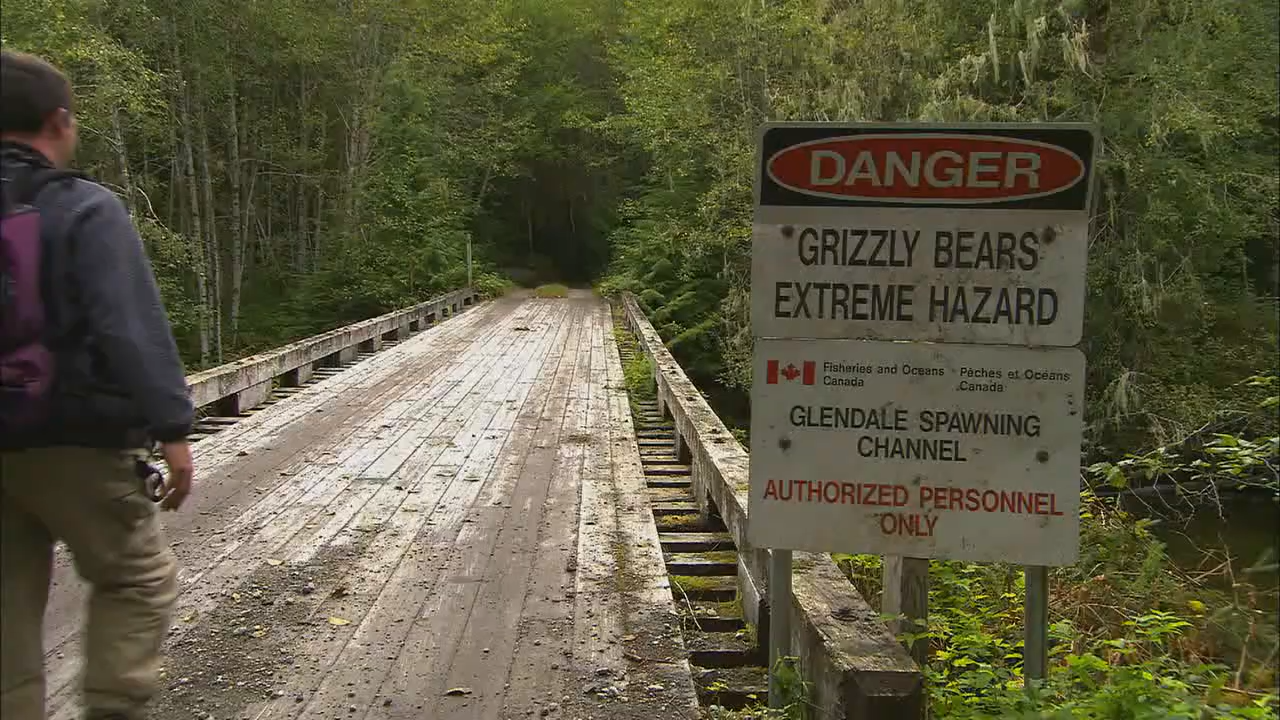 DANGER
GRIZZLY BEARS
EXTREME HAZARD
Fisheries and Oceans Pêches et Océans
Canada Canada
GLENDALE SPAWNING
CHANNEL
AUTHORIZED PERSONNEL
ONLY